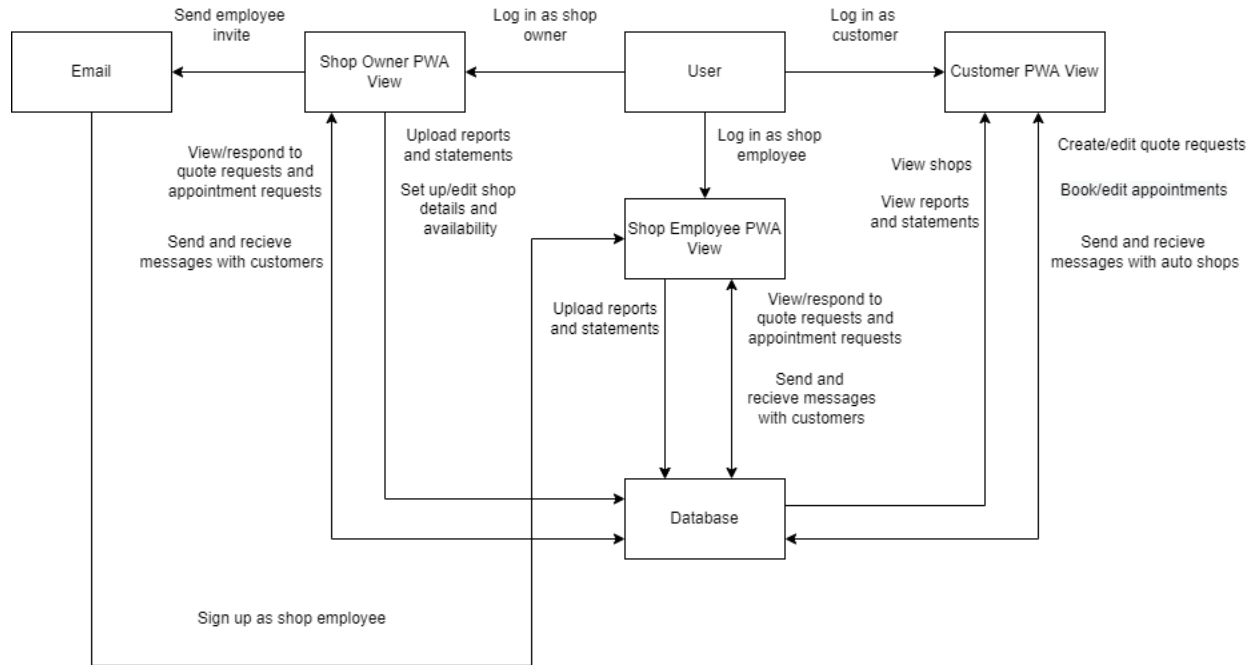 Send employee
invite
Log in as shop
owner
Log in as
customer
Email
Shop Owner PWA
View
User
Customer PWA View
View/respond to
quote requests and
appointment requests
Send and recieve
messages with customers
Upload reports
and statements
Set up/edit shop
details and
availability
Log in as shop
employee
View shops
View reports
and statements
Create/edit quote requests
Book/edit appointments
Send and recieve
messages with auto shops
Shop Employee PWA
View
Upload reports
and statements
View/respond to
quote requests and
appointment requests
Send and
recieve messages
with customers
Database
Sign up as shop employee